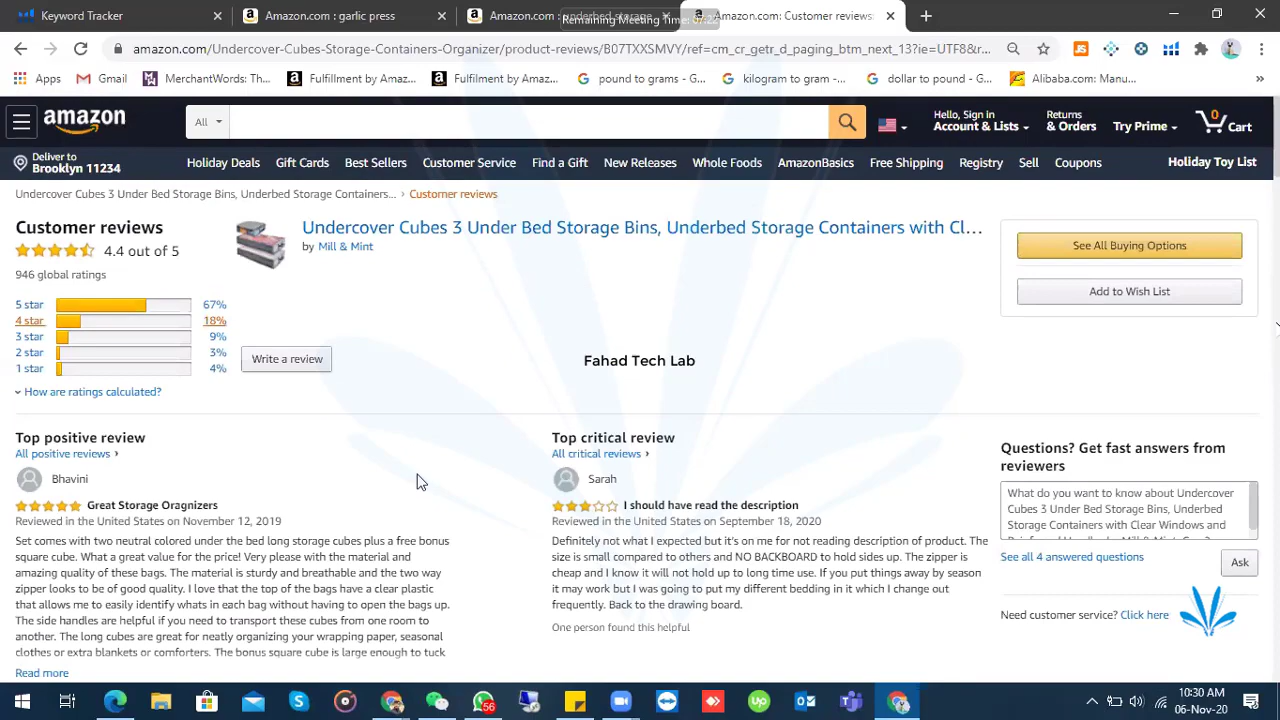 Keyword Tracker
Amazon.com : garlic press
Amazon.com : underbed storage
Amazon.com: Customer reviews:
Remaining Meeting Time: 07:22
amazon.com/Undercover-Cubes-Storage-Containers-Organizer/product-reviews/B07TXXSMVY/ref=cm_cr_getr_d_paging_btm_next_13?ie=UTF8&r...
Apps
Gmail
MerchantWords: Th...
Fulfillment by Amaz...
Fulfilment by Amaz...
pound to grams - G...
kilogram to gram -...
dollar to pound - G...
Alibaba.com: Manu...
amazon
All
Hello, Sign in
Account & Lists
Returns
& Orders
Try Prime
0
Cart
Deliver to
Brooklyn 11234
Holiday Deals
Gift Cards
Best Sellers
Customer Service
Find a Gift
New Releases
Whole Foods
AmazonBasics
Free Shipping
Registry
Sell
Coupons
Holiday Toy List
Undercover Cubes 3 Under Bed Storage Bins, Underbed Storage Containers... › Customer reviews
Customer reviews
4.4 out of 5
946 global ratings
5 star 67%
4 star 18%
3 star 9%
2 star 3%
1 star 4%
How are ratings calculated?
Undercover Cubes 3 Under Bed Storage Bins, Underbed Storage Containers with Cl...
by Mill & Mint
Write a review
See All Buying Options
Add to Wish List
Fahad Tech Lab
Top positive review
All positive reviews ›
Bhavini
Great Storage Oragnizers
Reviewed in the United States on November 12, 2019
Set comes with two neutral colored under the bed long storage cubes plus a free bonus
square cube. What a great value for the price! Very please with the material and
amazing quality of these bags. The material is sturdy and breathable and the two way
zipper looks to be of good quality. I love that the top of the bags have a clear plastic
that allows me to easily identify whats in each bag without having to open the bags up.
The side handles are helpful if you need to transport these cubes from one room to
another. The long cubes are great for neatly organizing your wrapping paper, seasonal
clothes or extra blankets or comforters. The bonus square cube is large enough to tuck
Read more
Top critical review
All critical reviews ›
Sarah
I should have read the description
Reviewed in the United States on September 18, 2020
Definitely not what I expected but it's on me for not reading description of product. The
size is small compared to others and NO BACKBOARD to hold sides up. The zipper is
cheap and I know it will not hold up to long time use. If you put things away by season
it may work but I was going to put my different bedding in it which I change out
frequently. Back to the drawing board.
One person found this helpful
Questions? Get fast answers from
reviewers
What do you want to know about Undercover
Cubes 3 Under Bed Storage Bins, Underbed
Storage Containers with Clear Windows and
See all 4 answered questions
Ask
Need customer service? Click here
56
10:30 AM
06-Nov-20